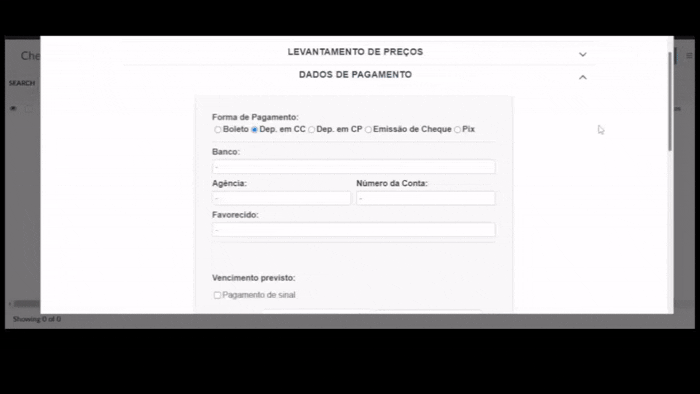 Che
LEVANTAMENTO DE PREÇOS
SEARCH
DADOS DE PAGAMENTO
Forma de Pagamento:
Boleto Dep. em CC Dep. em CP Emissão de Cheque Pix
Banco:
-
Agência: Número da Conta:
- -
Favorecido:
-
Vencimento previsto:
Pagamento de sinal
Showing 0 of 0